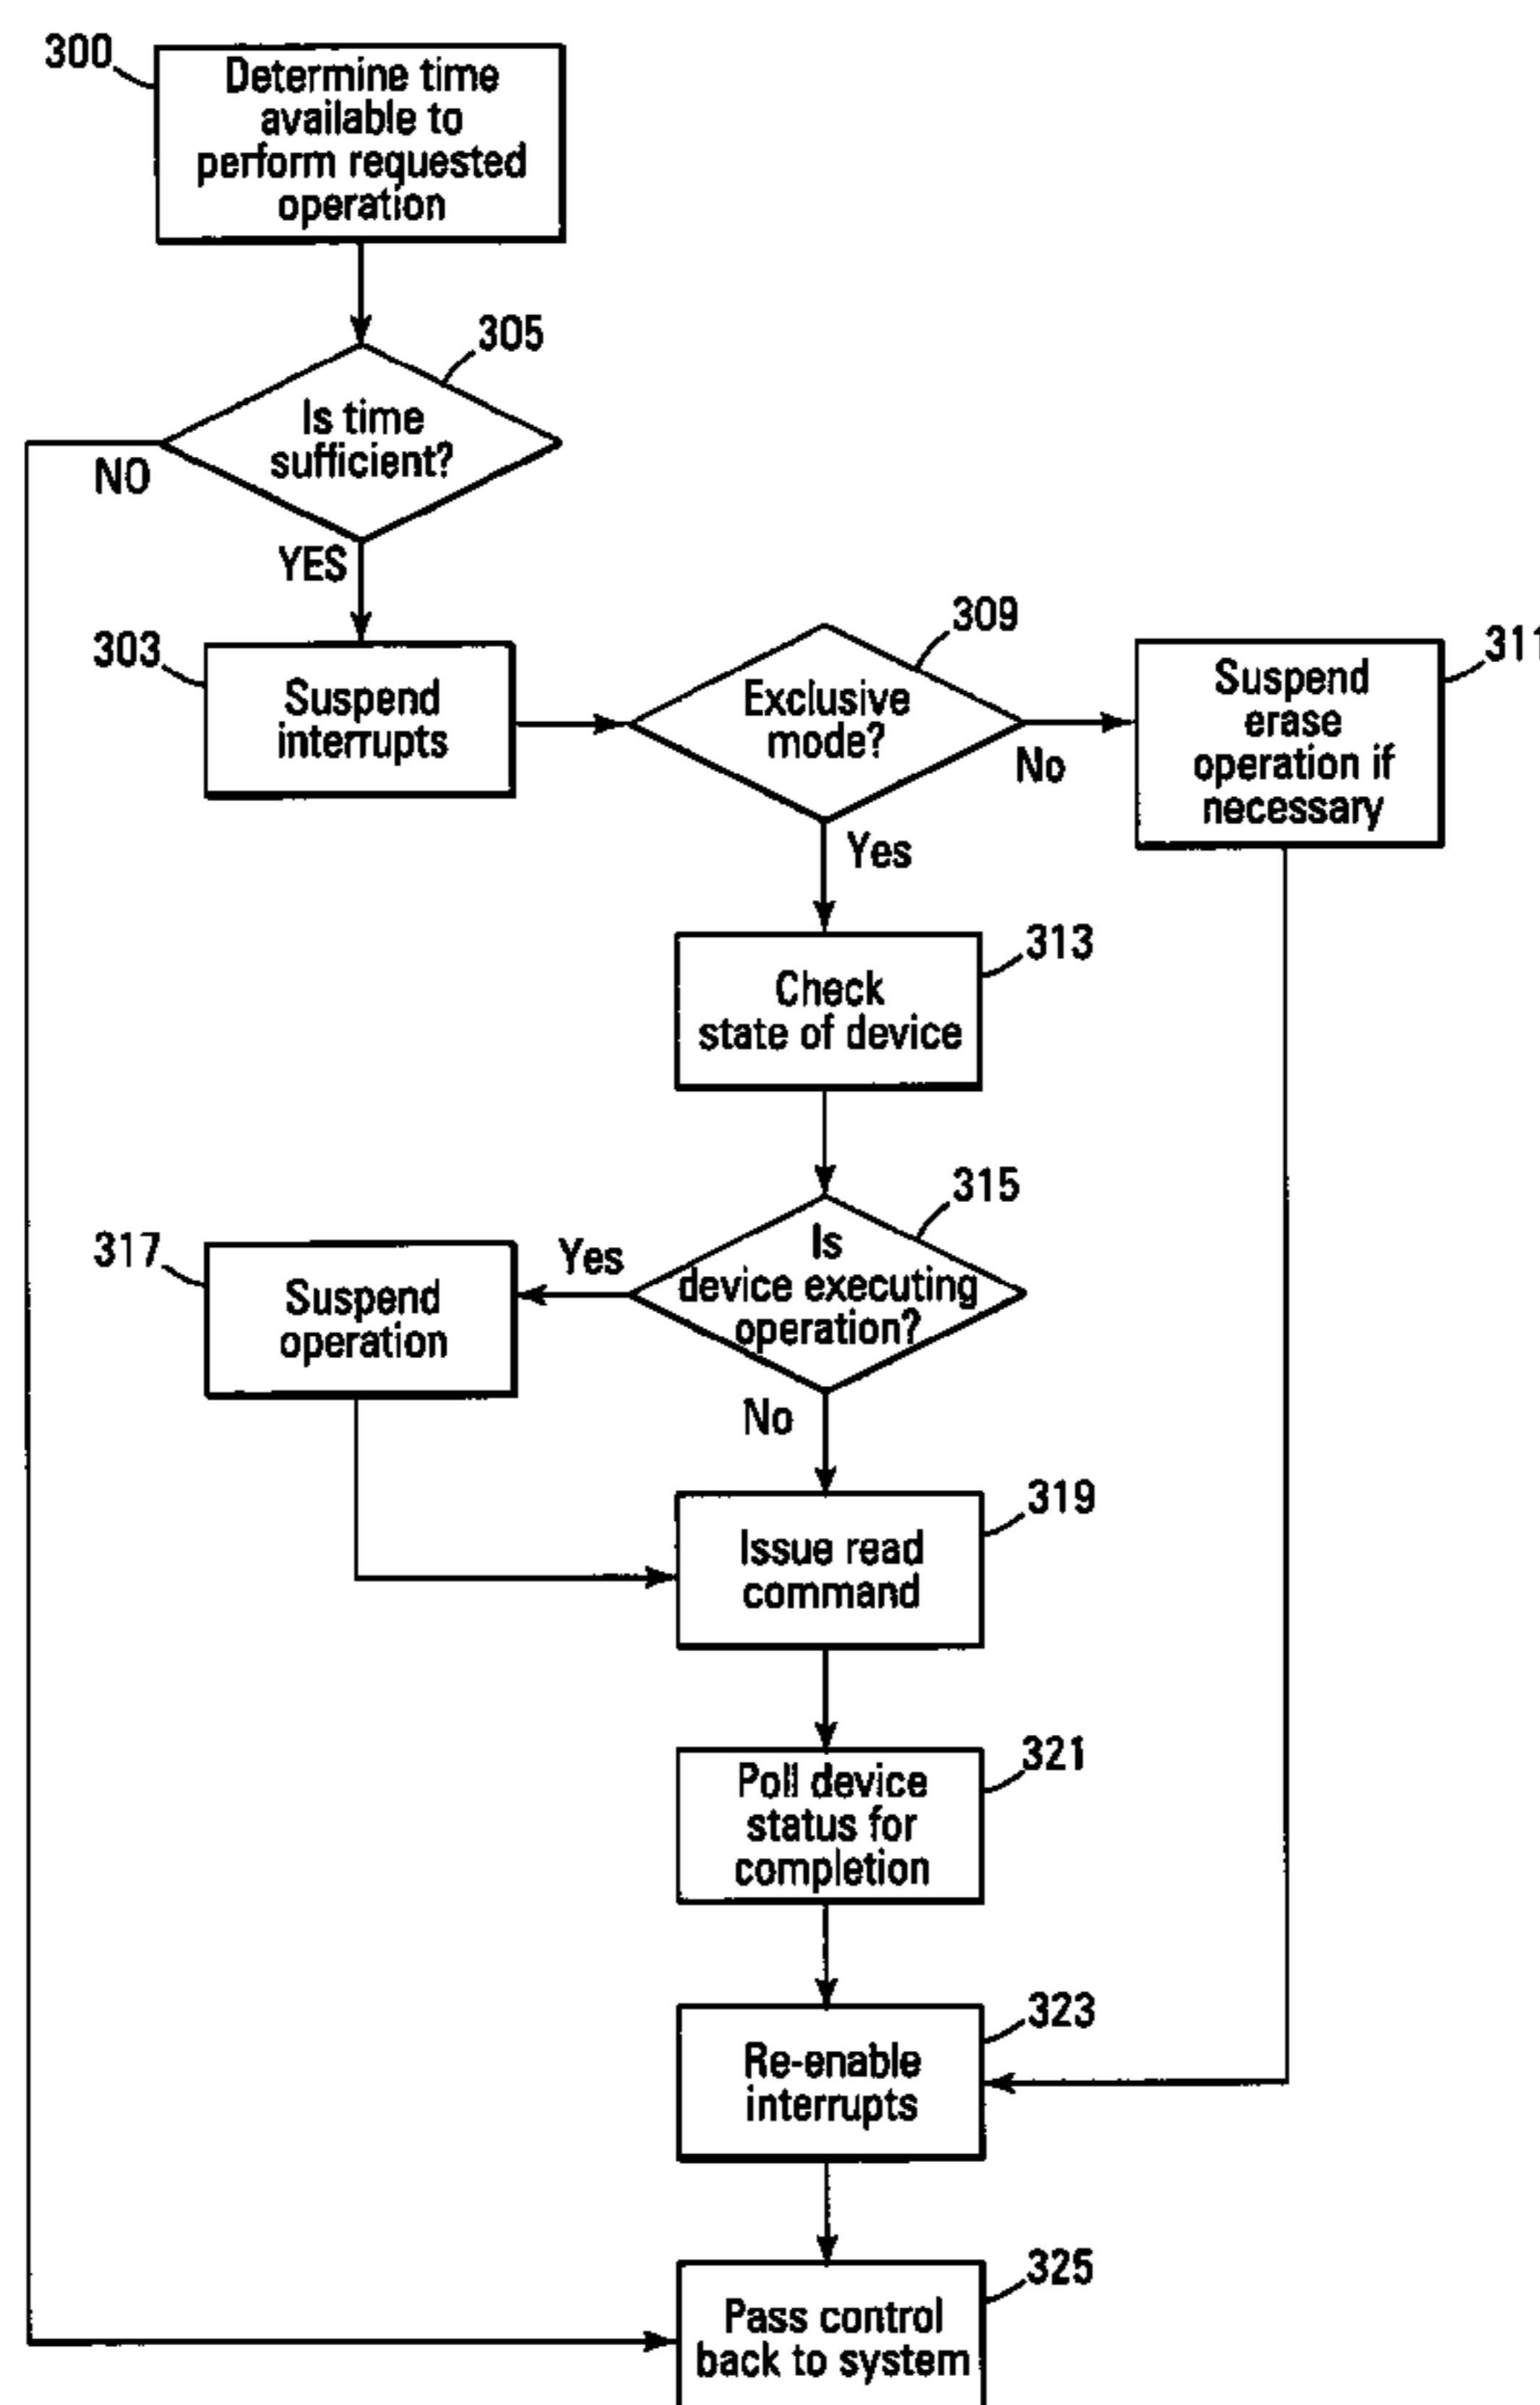 300
Determine time
available to
perform requested
operation
305
Is time
sufficient?
NO
YES
303
Suspend
interrupts
309
Exclusive
mode?
No
Yes
311
Suspend
erase
operation if
necessary
313
Check
state of device
315
Is
device executing
operation?
Yes
No
317
Suspend
operation
319
Issue read
command
321
Poll device
status for
completion
323
Re-enable
interrupts
325
Pass control
back to system